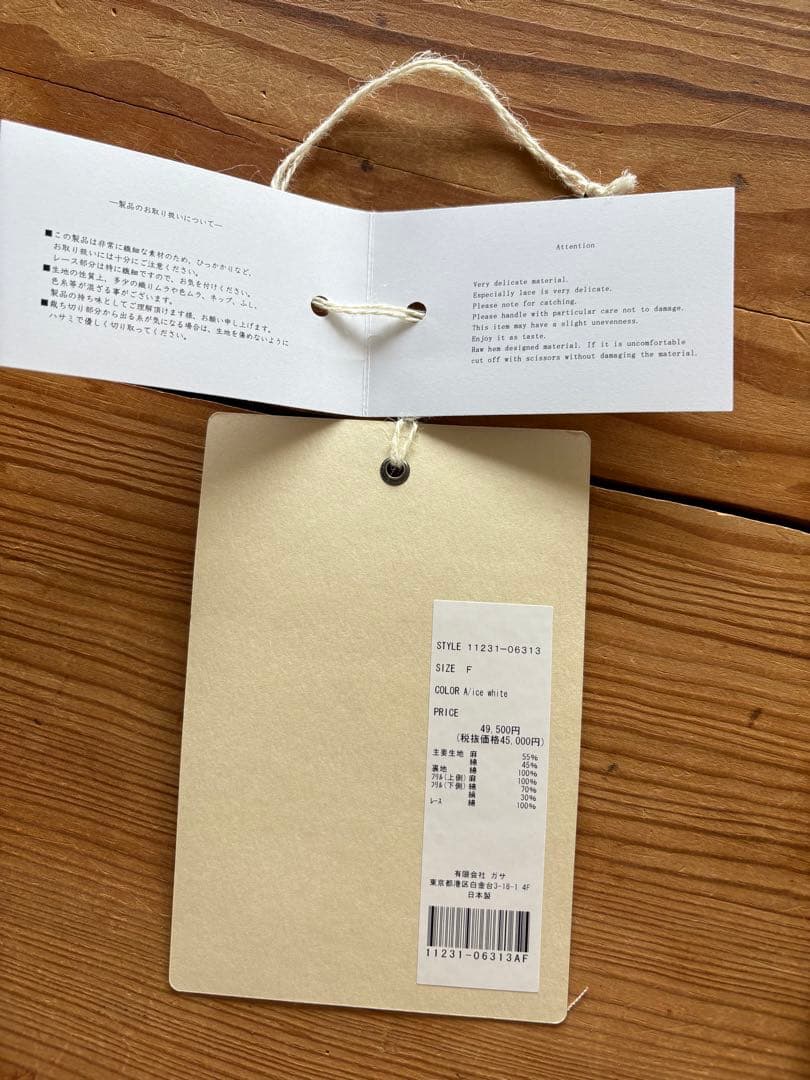 ―製品のお取り扱いについて―
■この製品は非常に繊細な素材のため、ひっかかりなど、
お取り扱いには十分にご注意ください。
レース部分は特に繊細ですので、お気を付けください。
■生地の性質上、多少の織りムラや色ムラ、ネップ、ふし、
色糸等が混ざる事がございます。
製品の持ち味としてご理解頂けます様、お願い申し上げます。
■裁ち切り部分から出る糸が気になる場合は、生地を傷めないように
ハサミで優しく切り取ってください。
Attention
Very delicate material.
Especially lace is very delicate.
Please note for catching.
Please handle with particular care not to damage.
This item may have a slight unevenness.
Enjoy it as taste.
Raw hem designed material. If it is uncomfortable
cut off with scissors without damaging the material.
STYLE 11231-06313
SIZE F
COLOR A/ice white
PRICE
49,500円
(税抜価格45,000円)
主要生地 麻 55%
綿 45%
裏地 綿 100%
ﾌﾘﾙ(上側) 麻 100%
ﾌﾘﾙ(下側) 綿 70%
絹 30%
ﾚｰｽ 綿 100%
有限会社 ガサ
東京都港区白金台3-16-1 4F
日本製
11231-06313AF